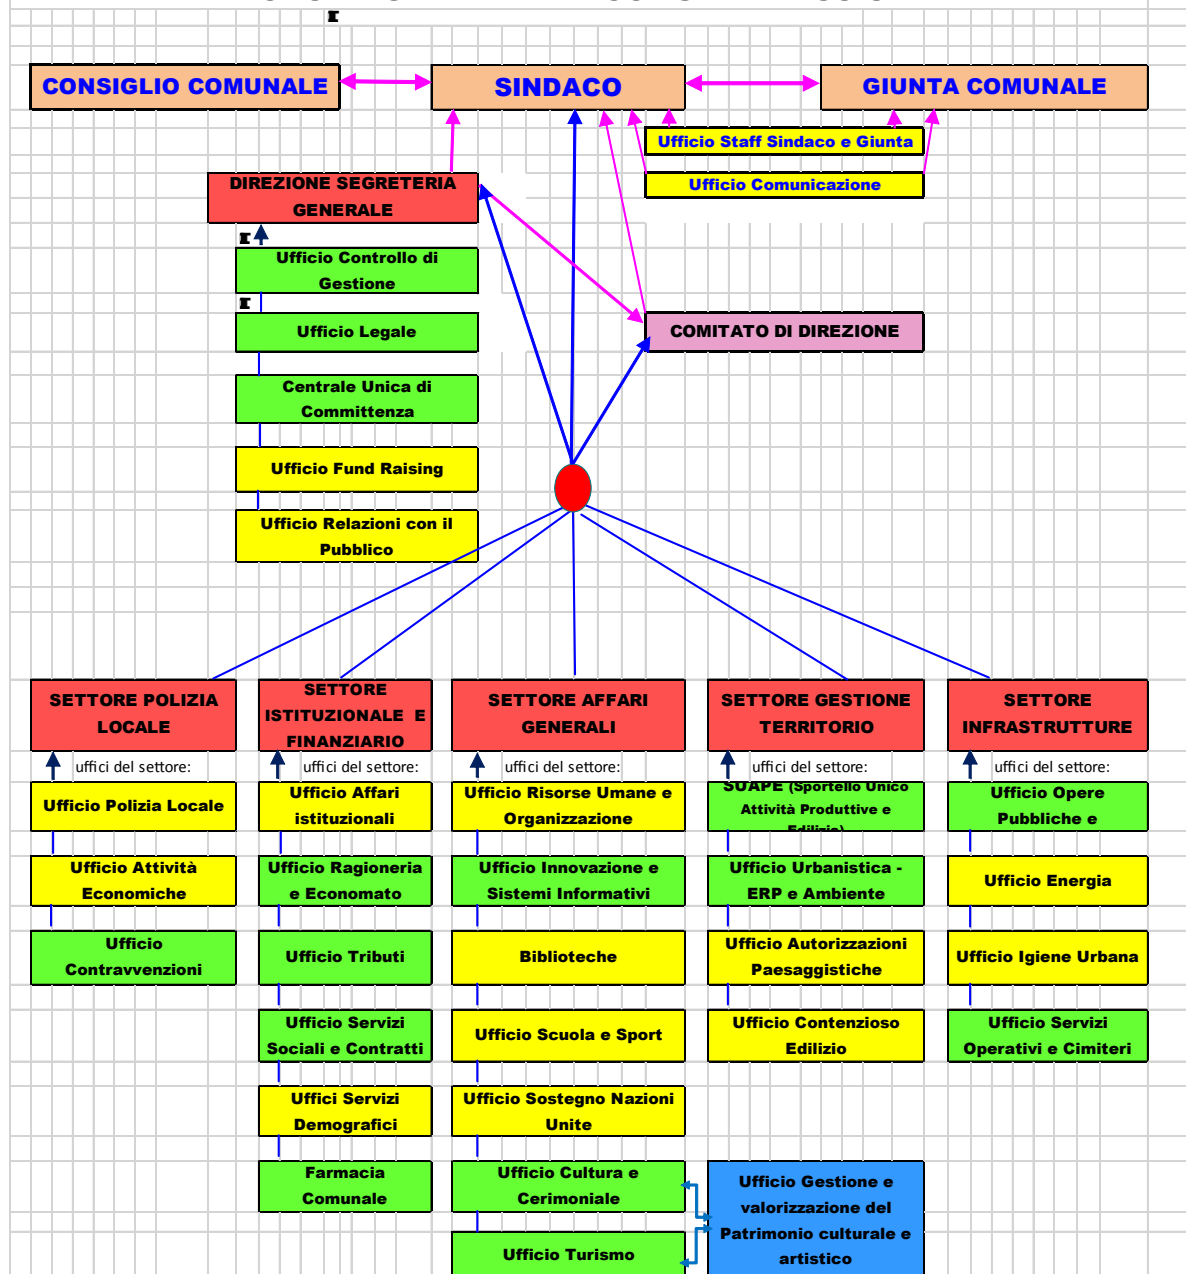 CONSIGLIO COMUNALE
SINDACO
GIUNTA COMUNALE
Ufficio Staff Sindaco e Giunta
Ufficio Comunicazione
DIREZIONE SEGRETERIA
GENERALE
Ufficio Controllo di
Gestione
Ufficio Legale
COMITATO DI DIREZIONE
Centrale Unica di
Committenza
Ufficio Fund Raising
Ufficio Relazioni con il
Pubblico
SETTORE POLIZIA
LOCALE
SETTORE
ISTITUZIONALE E
FINANZIARIO
SETTORE AFFARI
GENERALI
SETTORE GESTIONE
TERRITORIO
SETTORE
INFRASTRUTTURE
uffici del settore:
uffici del settore:
uffici del settore:
uffici del settore:
uffici del settore:
Ufficio Polizia Locale
Ufficio Affari
istituzionali
Ufficio Risorse Umane e
Organizzazione
SUAPE (Sportello Unico
Attività Produttive e
Edilizia)
Ufficio Opere
Pubbliche e
Ufficio Attività
Economiche
Ufficio Ragioneria
e Economato
Ufficio Innovazione e
Sistemi Informativi
Ufficio Urbanistica -
ERP e Ambiente
Ufficio Energia
Ufficio
Contravvenzioni
Ufficio Tributi
Biblioteche
Ufficio Autorizzazioni
Paesaggistiche
Ufficio Igiene Urbana
Ufficio Servizi
Sociali e Contratti
Ufficio Scuola e Sport
Ufficio Contenzioso
Edilizio
Ufficio Servizi
Operativi e Cimiteri
Uffici Servizi
Demografici
Ufficio Sostegno Nazioni
Unite
Farmacia
Comunale
Ufficio Cultura e
Cerimoniale
Ufficio Gestione e
valorizzazione del
Patrimonio culturale e
artistico
Ufficio Turismo